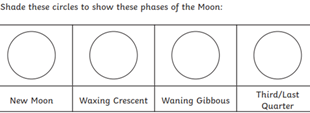 Shade these circles to show these phases of the Moon:
New Moon
Waxing Crescent
Waning Gibbous
Third/Last
Quarter